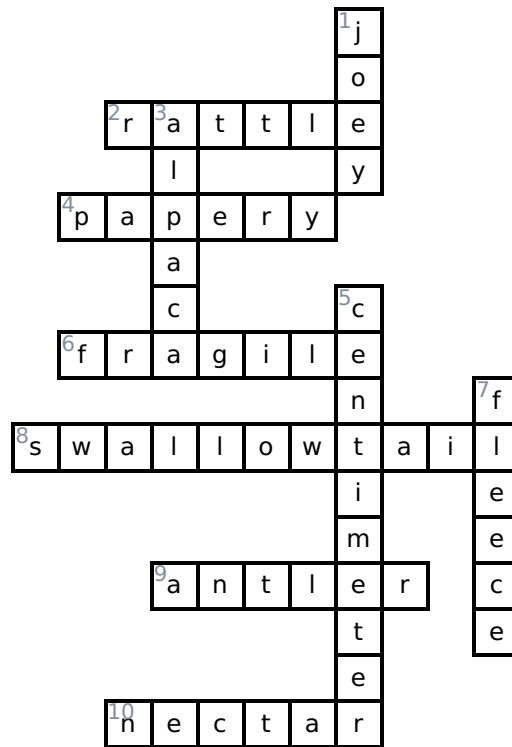 1 j
o
2 r 3 a t t l e
l y
4 p a p e r y
a
c 5 c
6 f r a g i l e
n 7 f
8 s w a l l o w t a i l
i e
m e
9 a n t l e r c
t e
e
10 n e c t a r